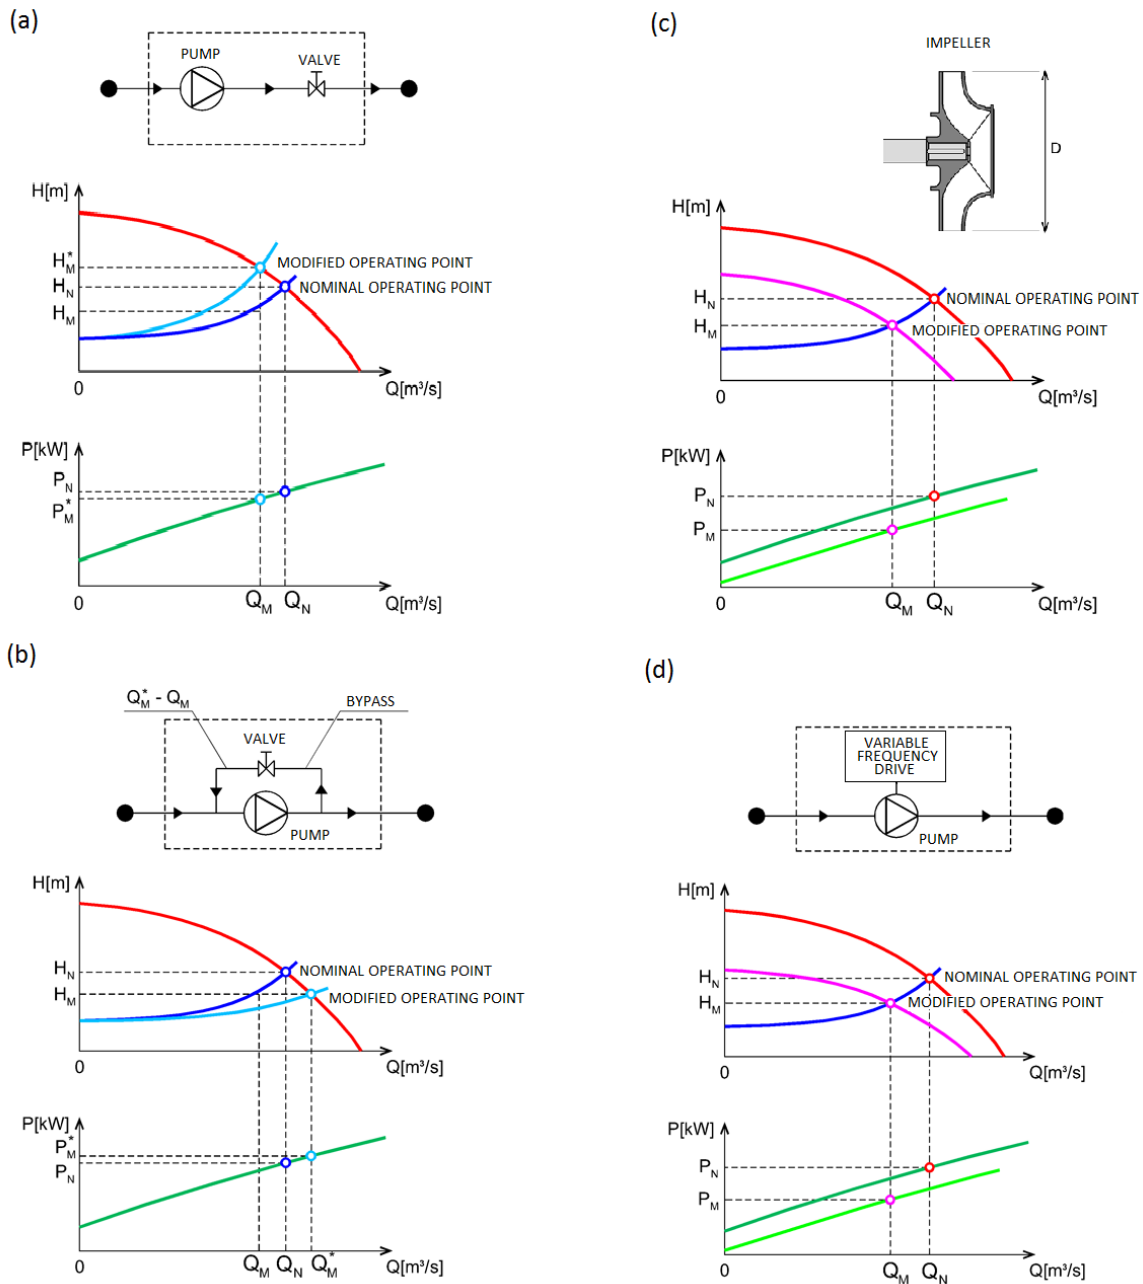 (a)
PUMP
VALVE
H[m]
H*M
MODIFIED OPERATING POINT
HN
NOMINAL OPERATING POINT
HM
0
Q[m³/s]
P[kW]
PN
P*M
0
QM
QN
Q[m³/s]
(b)
Q*M - QM
BYPASS
VALVE
PUMP
H[m]
HN
NOMINAL OPERATING POINT
HM
MODIFIED OPERATING POINT
0
Q[m³/s]
P[kW]
P*M
PN
0
QM
QN
Q*M
Q[m³/s]
(c)
IMPELLER
D
H[m]
HN
NOMINAL OPERATING POINT
HM
MODIFIED OPERATING POINT
0
Q[m³/s]
P[kW]
PN
PM
0
QM
QN
Q[m³/s]
(d)
VARIABLE
FREQUENCY
DRIVE
PUMP
H[m]
HN
NOMINAL OPERATING POINT
HM
MODIFIED OPERATING POINT
0
Q[m³/s]
P[kW]
PN
PM
0
QM
QN
Q[m³/s]